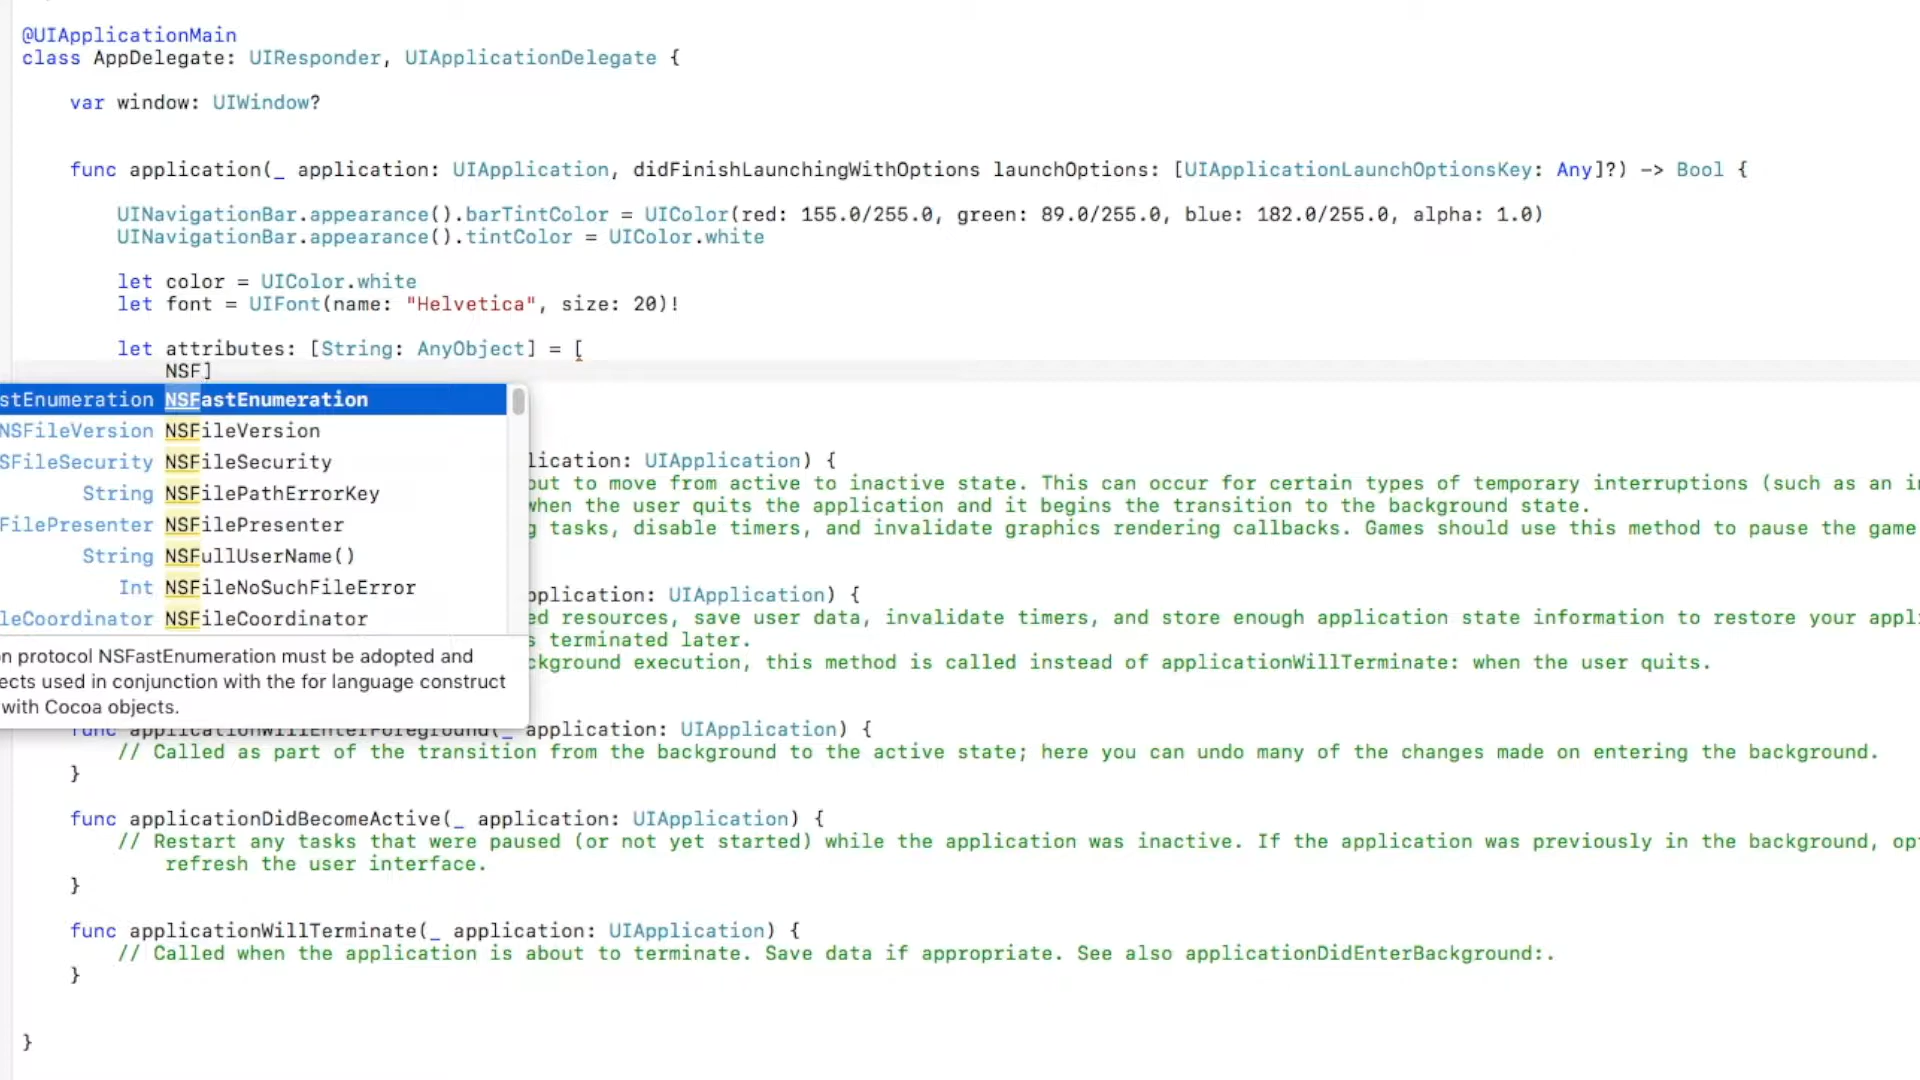 @UIApplicationMain
class AppDelegate: UIResponder, UIApplicationDelegate {
var window: UIWindow?
func application(_ application: UIApplication, didFinishLaunchingWithOptions launchOptions: [UIApplicationLaunchOptionsKey: Any]?) -> Bool {
UINavigationBar.appearance().barTintColor = UIColor(red: 155.0/255.0, green: 89.0/255.0, blue: 182.0/255.0, alpha: 1.0)
UINavigationBar.appearance().tintColor = UIColor.white
let color = UIColor.white
let font = UIFont(name: "Helvetica", size: 20)!
let attributes: [String: AnyObject] = [
NSF]
stEnumeration NSFastEnumeration
NSFileVersion NSFileVersion
SFileSecurity NSFileSecurity
String NSFilePathErrorKey
FilePresenter NSFilePresenter
String NSFullUserName()
Int NSFileNoSuchFileError
leCoordinator NSFileCoordinator
n protocol NSFastEnumeration must be adopted and
ects used in conjunction with the for language construct
with Cocoa objects.
lication: UIApplication) {
out to move from active to inactive state. This can occur for certain types of temporary interruptions (such as an i
when the user quits the application and it begins the transition to the background state.
g tasks, disable timers, and invalidate graphics rendering callbacks. Games should use this method to pause the game
pplication: UIApplication) {
ed resources, save user data, invalidate timers, and store enough application state information to restore your appl
s terminated later.
ckground execution, this method is called instead of applicationWillTerminate: when the user quits.
func applicationWillEnterForeground(_ application: UIApplication) {
// Called as part of the transition from the background to the active state; here you can undo many of the changes made on entering the background.
}
func applicationDidBecomeActive(_ application: UIApplication) {
// Restart any tasks that were paused (or not yet started) while the application was inactive. If the application was previously in the background, op
refresh the user interface.
}
func applicationWillTerminate(_ application: UIApplication) {
// Called when the application is about to terminate. Save data if appropriate. See also applicationDidEnterBackground:.
}
}